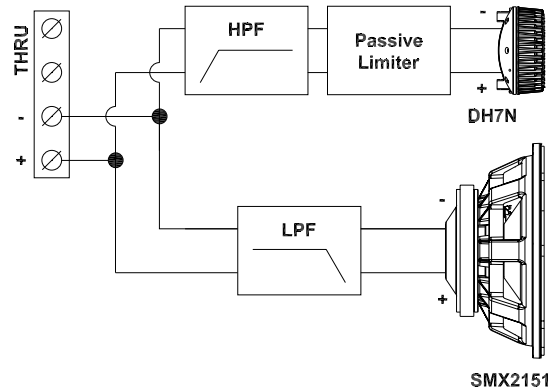 THRU
-
+
HPF
Passive
Limiter
-
+
DH7N
LPF
-
+
SMX2151